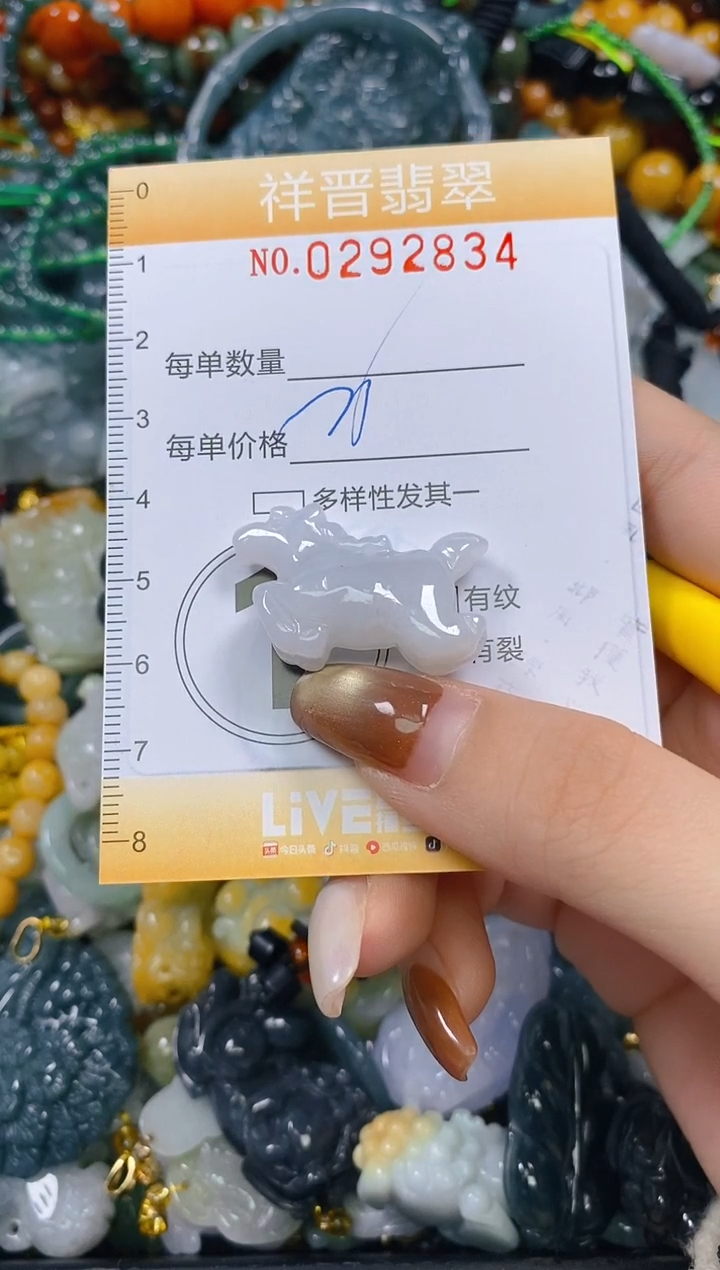 祥晋翡翠
NO.0292834
每单数量
每单价格
多样性发其一
有纹
有裂
LiVE
今日头条 抖音
0
1
2
3
4
5
6
7
8